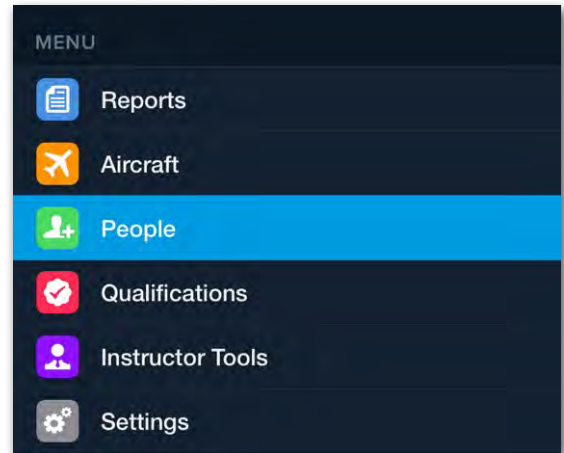 MENU
Reports
Aircraft
People
Qualifications
Instructor Tools
Settings